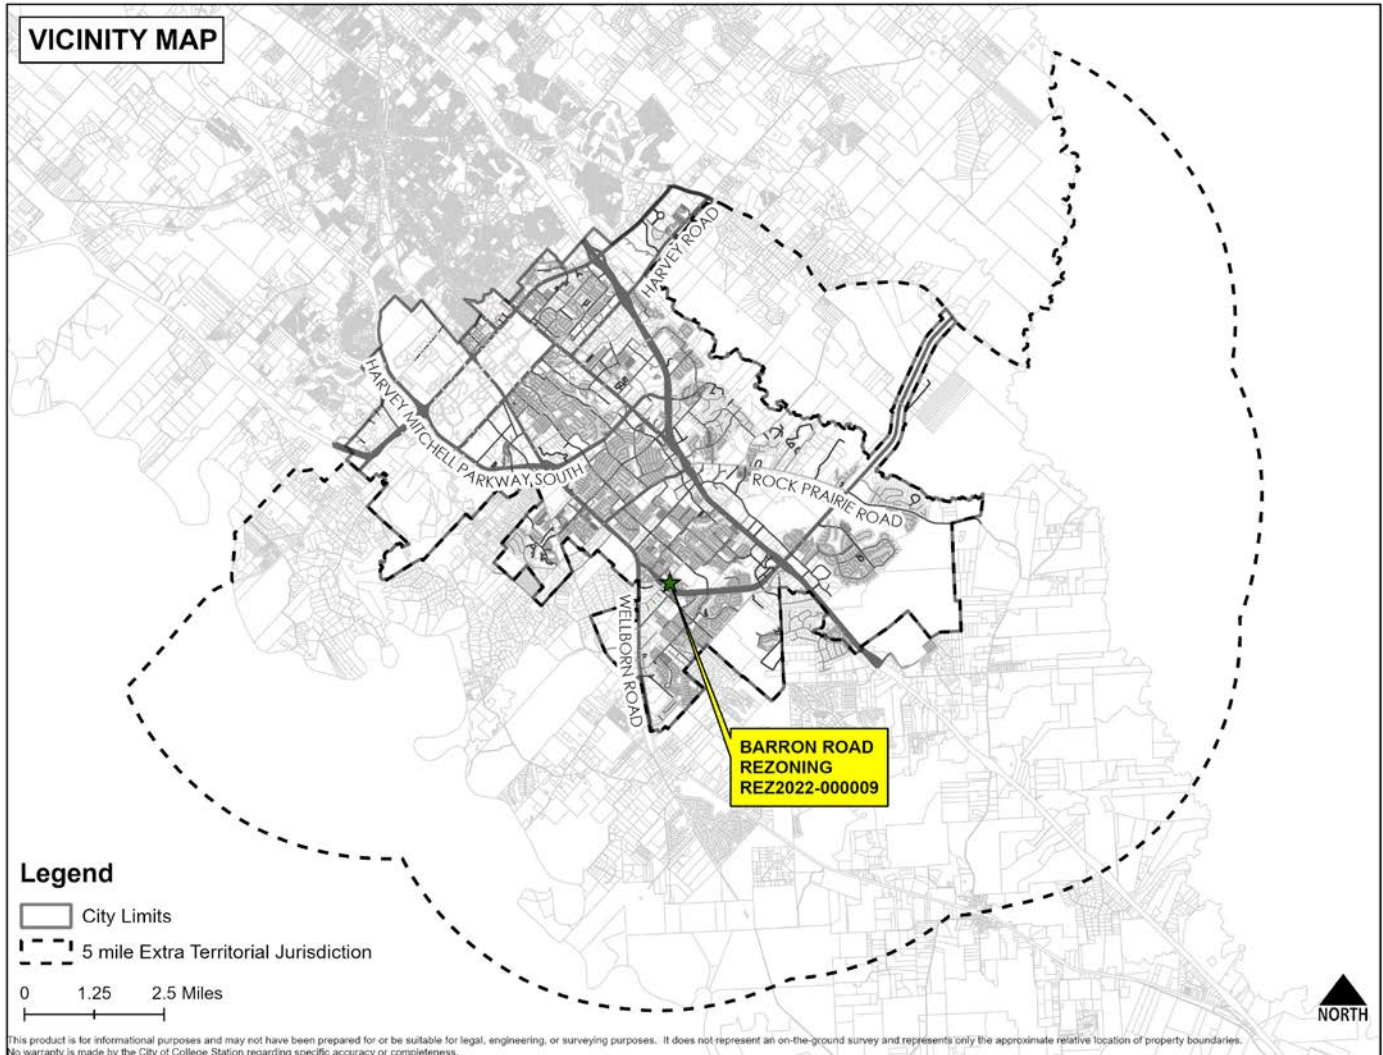 VICINITY MAP
HARVEY ROAD
HARVEY MITCHELL PARKWAY SOUTH
ROCK PRAIRIE ROAD
WELLBORN ROAD
BARRON ROAD
REZONING
REZ2022-000009
Legend
City Limits
5 mile Extra Territorial Jurisdiction
0 1.25 2.5 Miles
NORTH
This product is for informational purposes and may not have been prepared for or be suitable for legal, engineering, or surveying purposes. It does not represent an on-the-ground survey and represents only the approximate relative location of property boundaries.
No warranty is made by the City of College Station regarding specific accuracy or completeness.